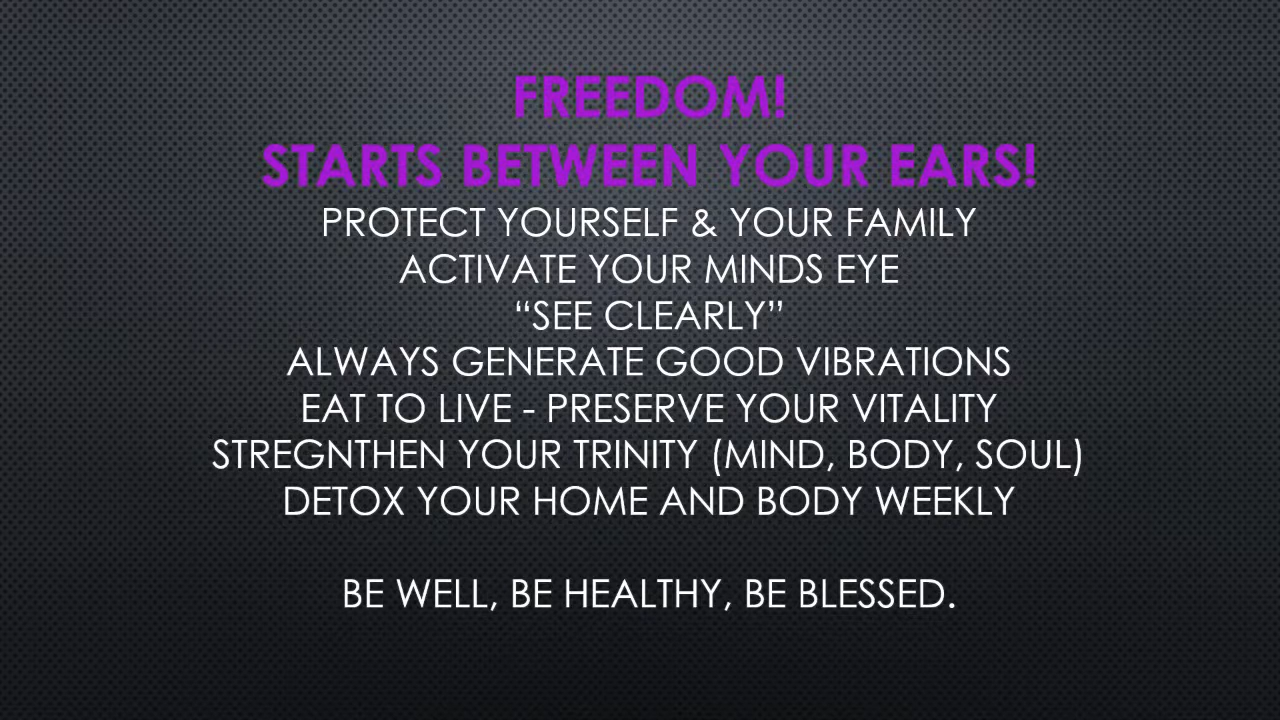 FREEDOM!
STARTS BETWEEN YOUR EARS!
PROTECT YOURSELF & YOUR FAMILY
ACTIVATE YOUR MINDS EYE
“SEE CLEARLY”
ALWAYS GENERATE GOOD VIBRATIONS
EAT TO LIVE - PRESERVE YOUR VITALITY
STREGNTHEN YOUR TRINITY (MIND, BODY, SOUL)
DETOX YOUR HOME AND BODY WEEKLY
BE WELL, BE HEALTHY, BE BLESSED.